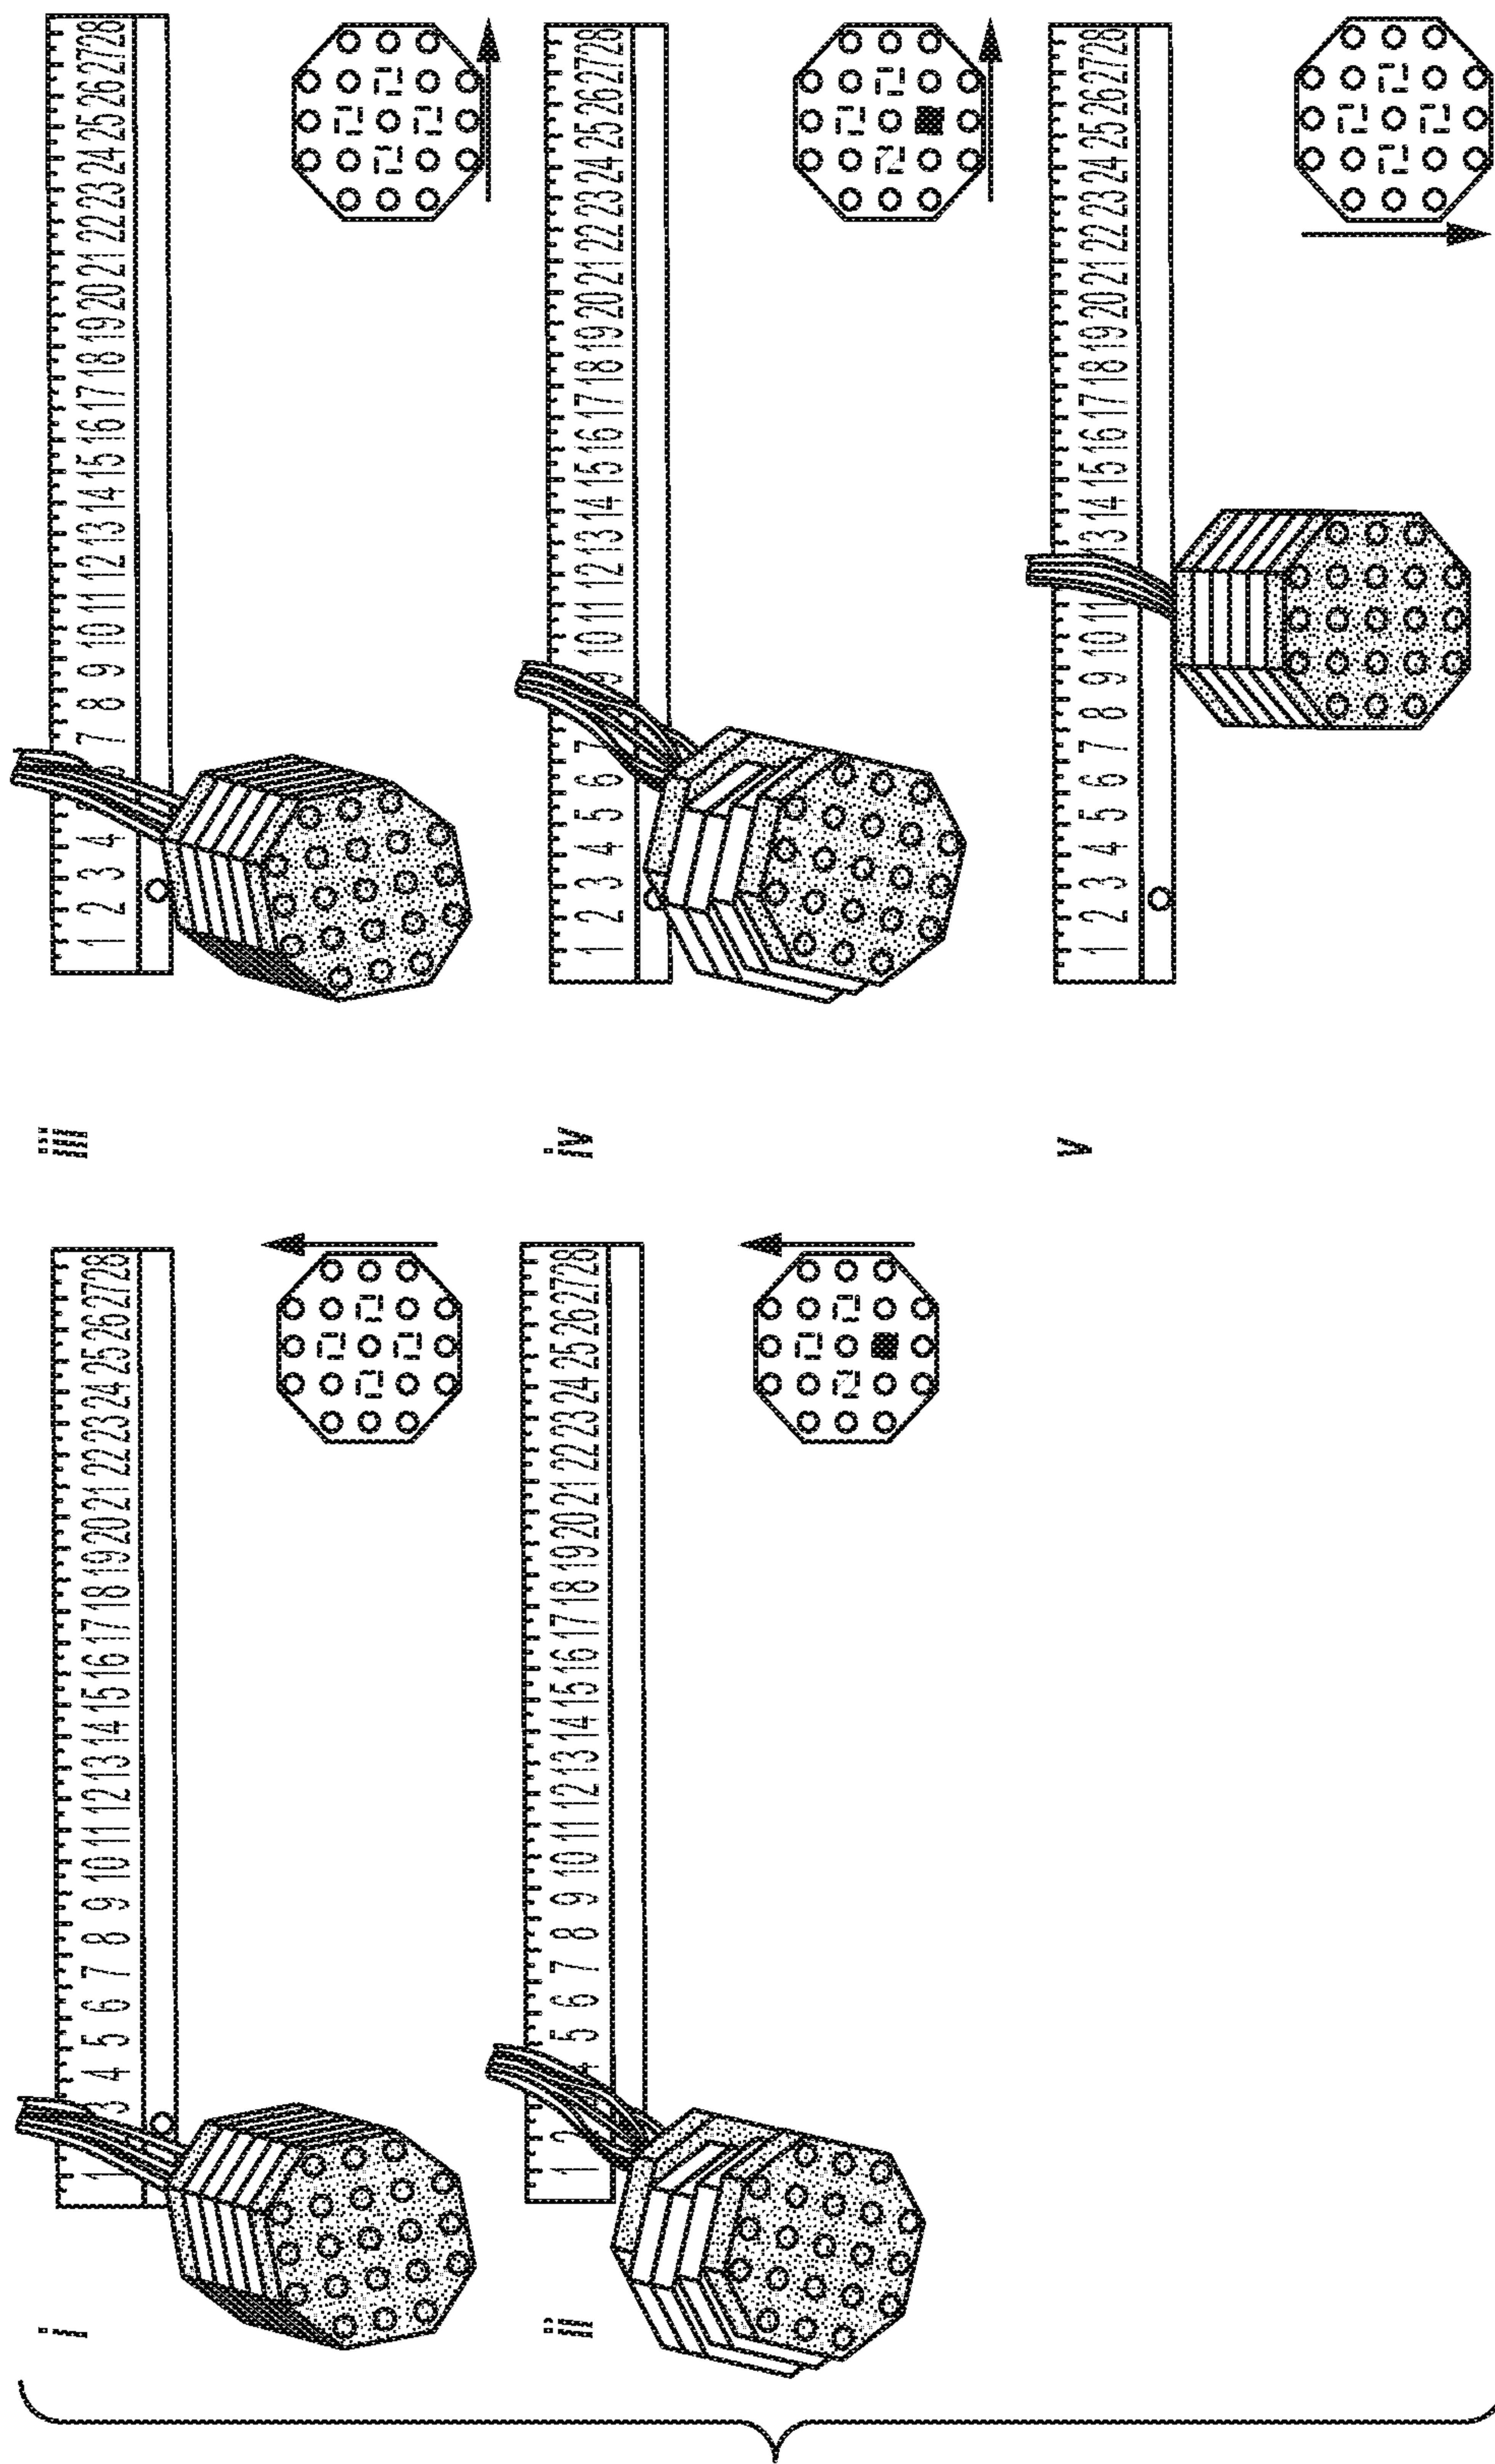 i
1 3 4 5 6 7 8 9 10 11 12 13 14 15 16 17 18 19 20 21 22 23 24 25 26 27 28
ii
1 2 4 5 6 7 8 9 10 11 12 13 14 15 16 17 18 19 20 21 22 23 24 25 26 27 28
iii
1 2 3 4 7 8 9 10 11 12 13 14 15 16 17 18 19 20 21 22 23 24 25 26 27 28
iv
1 2 3 4 5 6 7 9 10 11 12 13 14 15 16 17 18 19 20 21 22 23 24 25 26 27 28
v
1 2 3 4 5 6 7 8 9 10 11 13 14 15 16 17 18 19 20 21 22 23 24 25 26 27 28